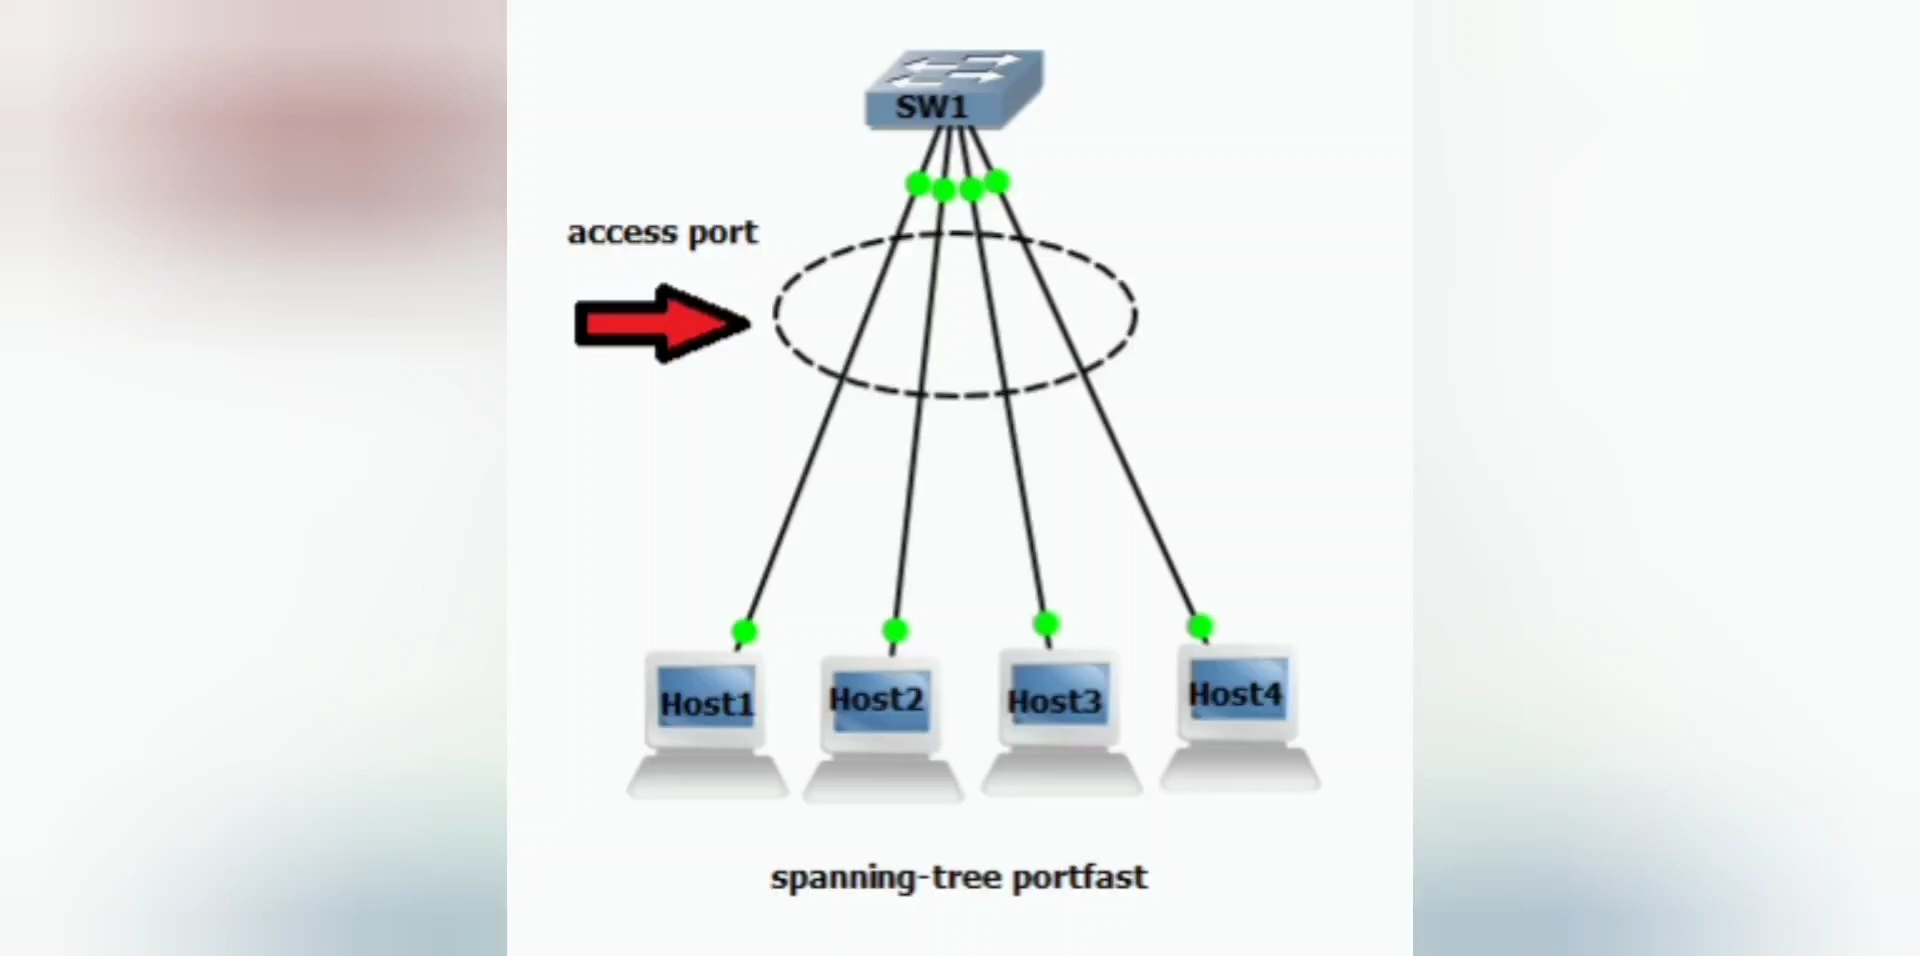 SW1
access port
Host1
Host2
Host3
Host4
spanning-tree portfast